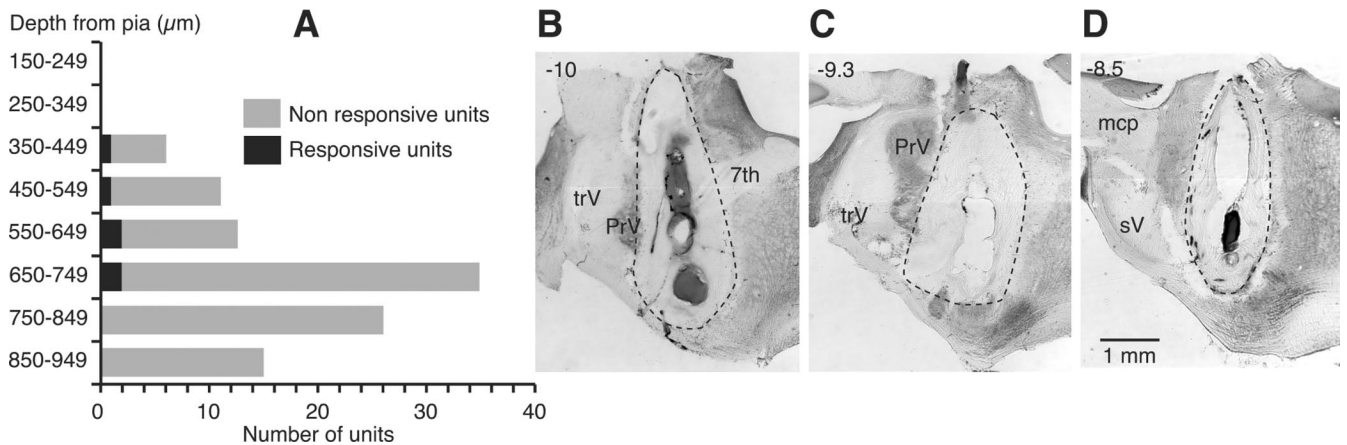 Depth from pia (µm)
A
150-249
250-349
350-449
450-549
550-649
650-749
750-849
850-949
Non responsive units
Responsive units
0
10
20
30
40
Number of units
B
-10
7th
trV
PrV
C
-9.3
PrV
trV
D
-8.5
mcp
sV
1 mm